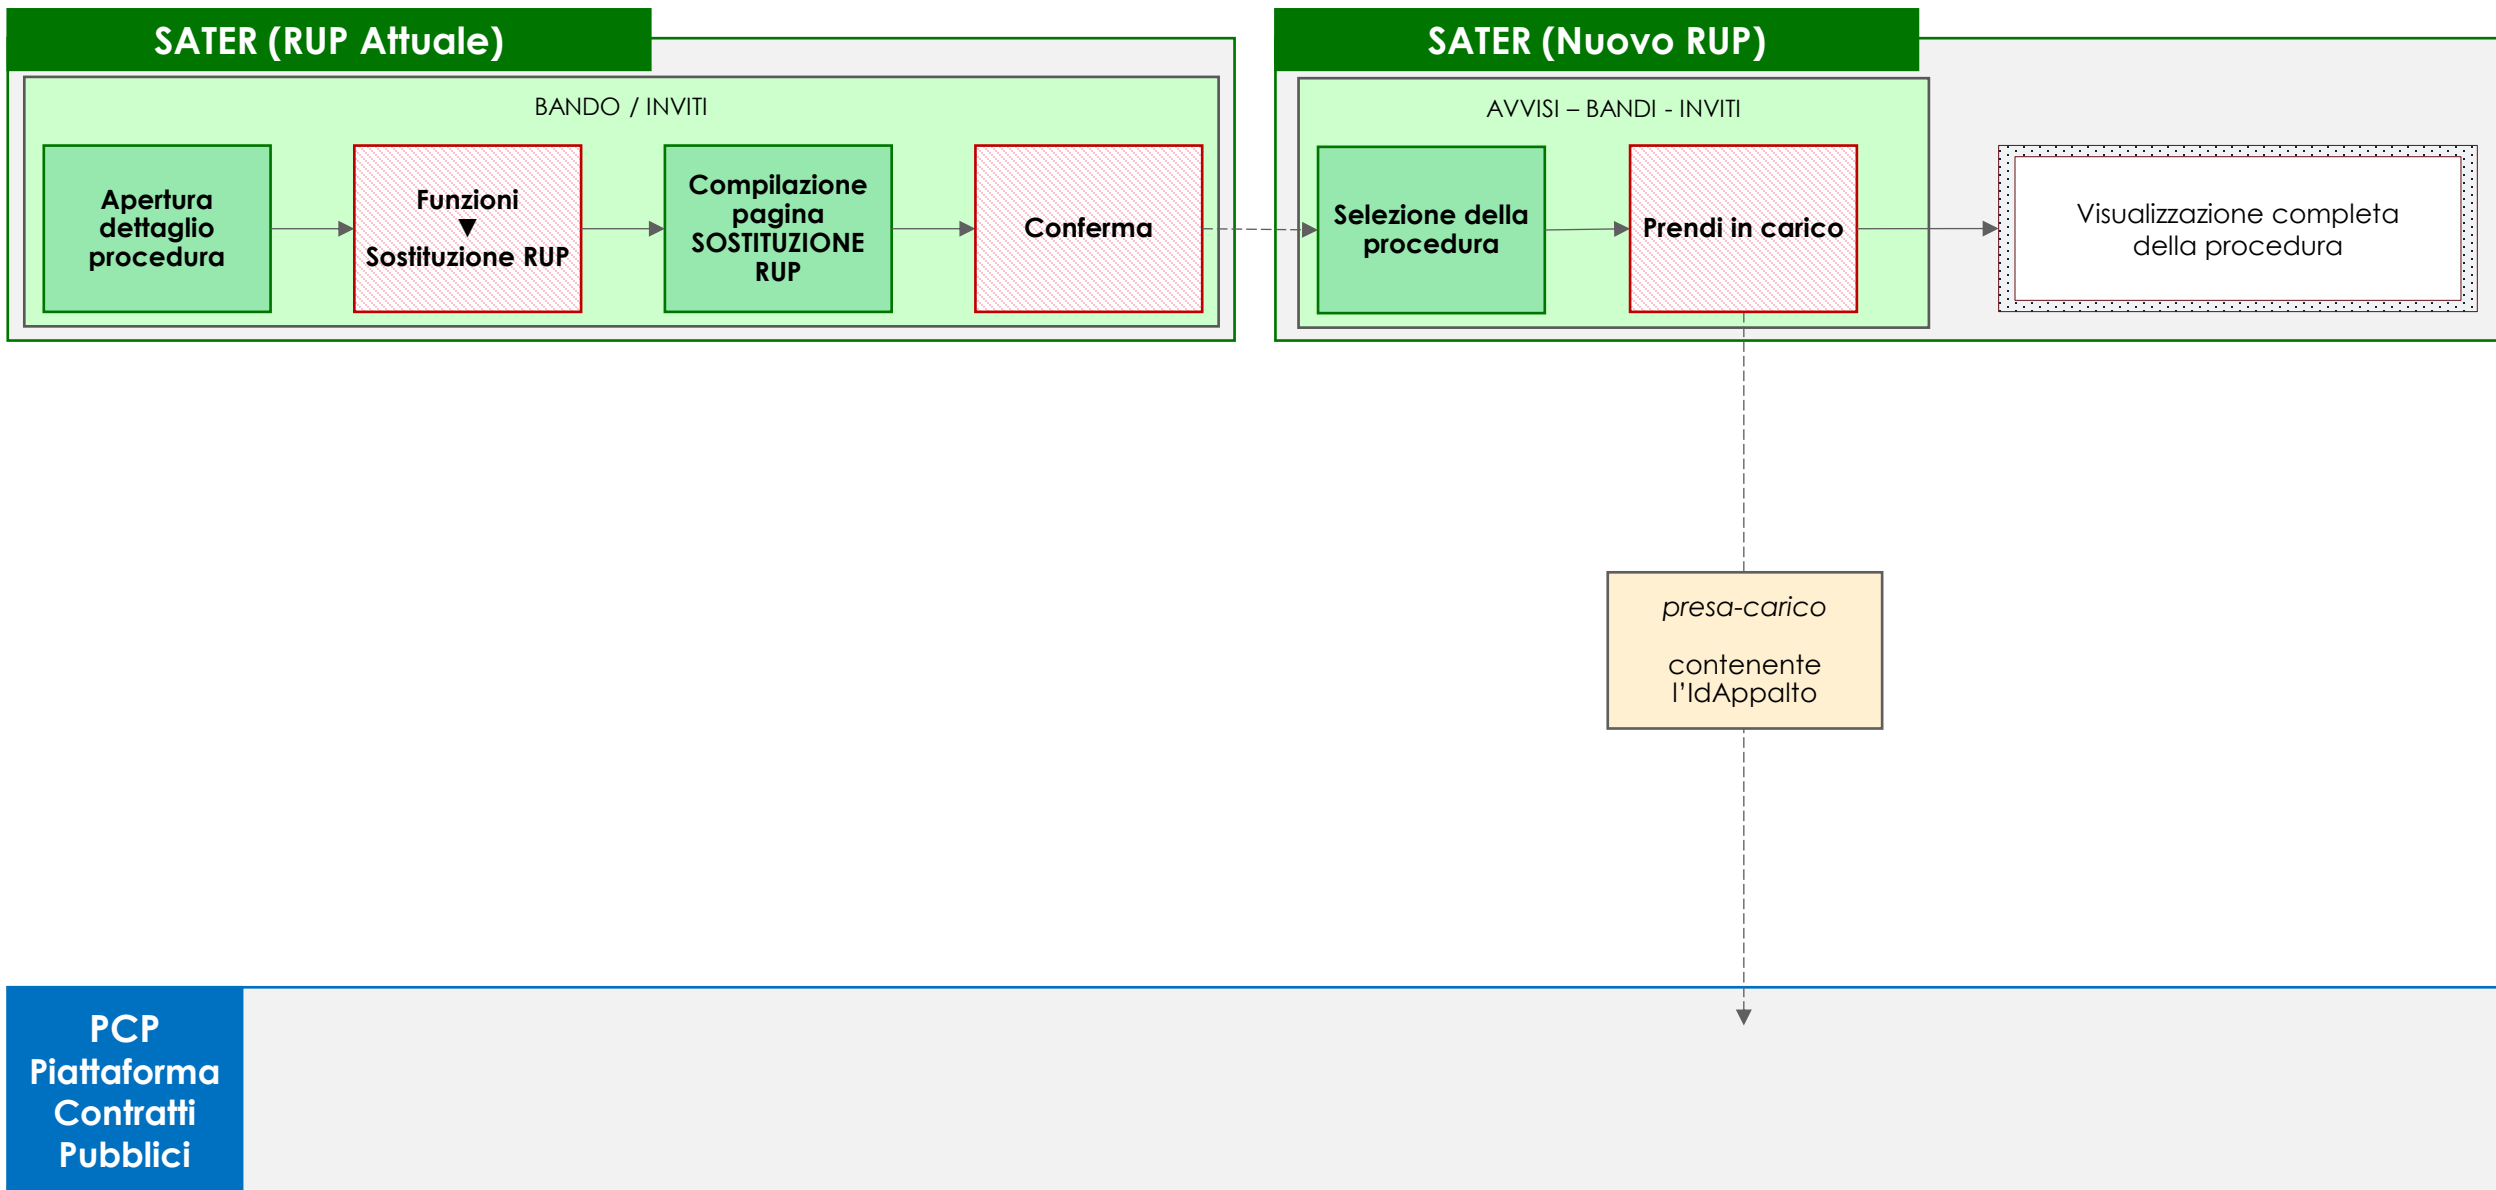 SATER (RUP Attuale)
BANDO / INVITI
Apertura
dettaglio
procedura
Funzioni
▼
Sostituzione RUP
Compilazione
pagina
SOSTITUZIONE
RUP
Conferma
SATER (Nuovo RUP)
AVVISI – BANDI - INVITI
Selezione della
procedura
Prendi in carico
Visualizzazione completa
della procedura
presa-carico
contenente
l’IdAppalto
PCP
Piattaforma
Contratti
Pubblici